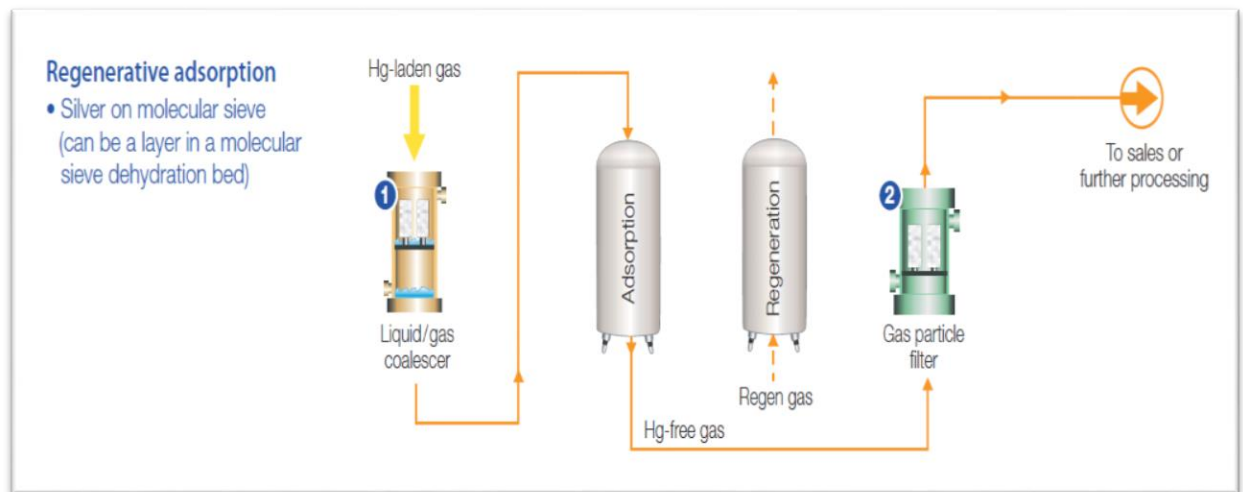 Regenerative adsorption
• Silver on molecular sieve
(can be a layer in a molecular
sieve dehydration bed)
Hg-laden gas
1
Liquid/gas
coalescer
Adsorption
Regeneration
Regen gas
Hg-free gas
2
Gas particle
filter
To sales or
further processing